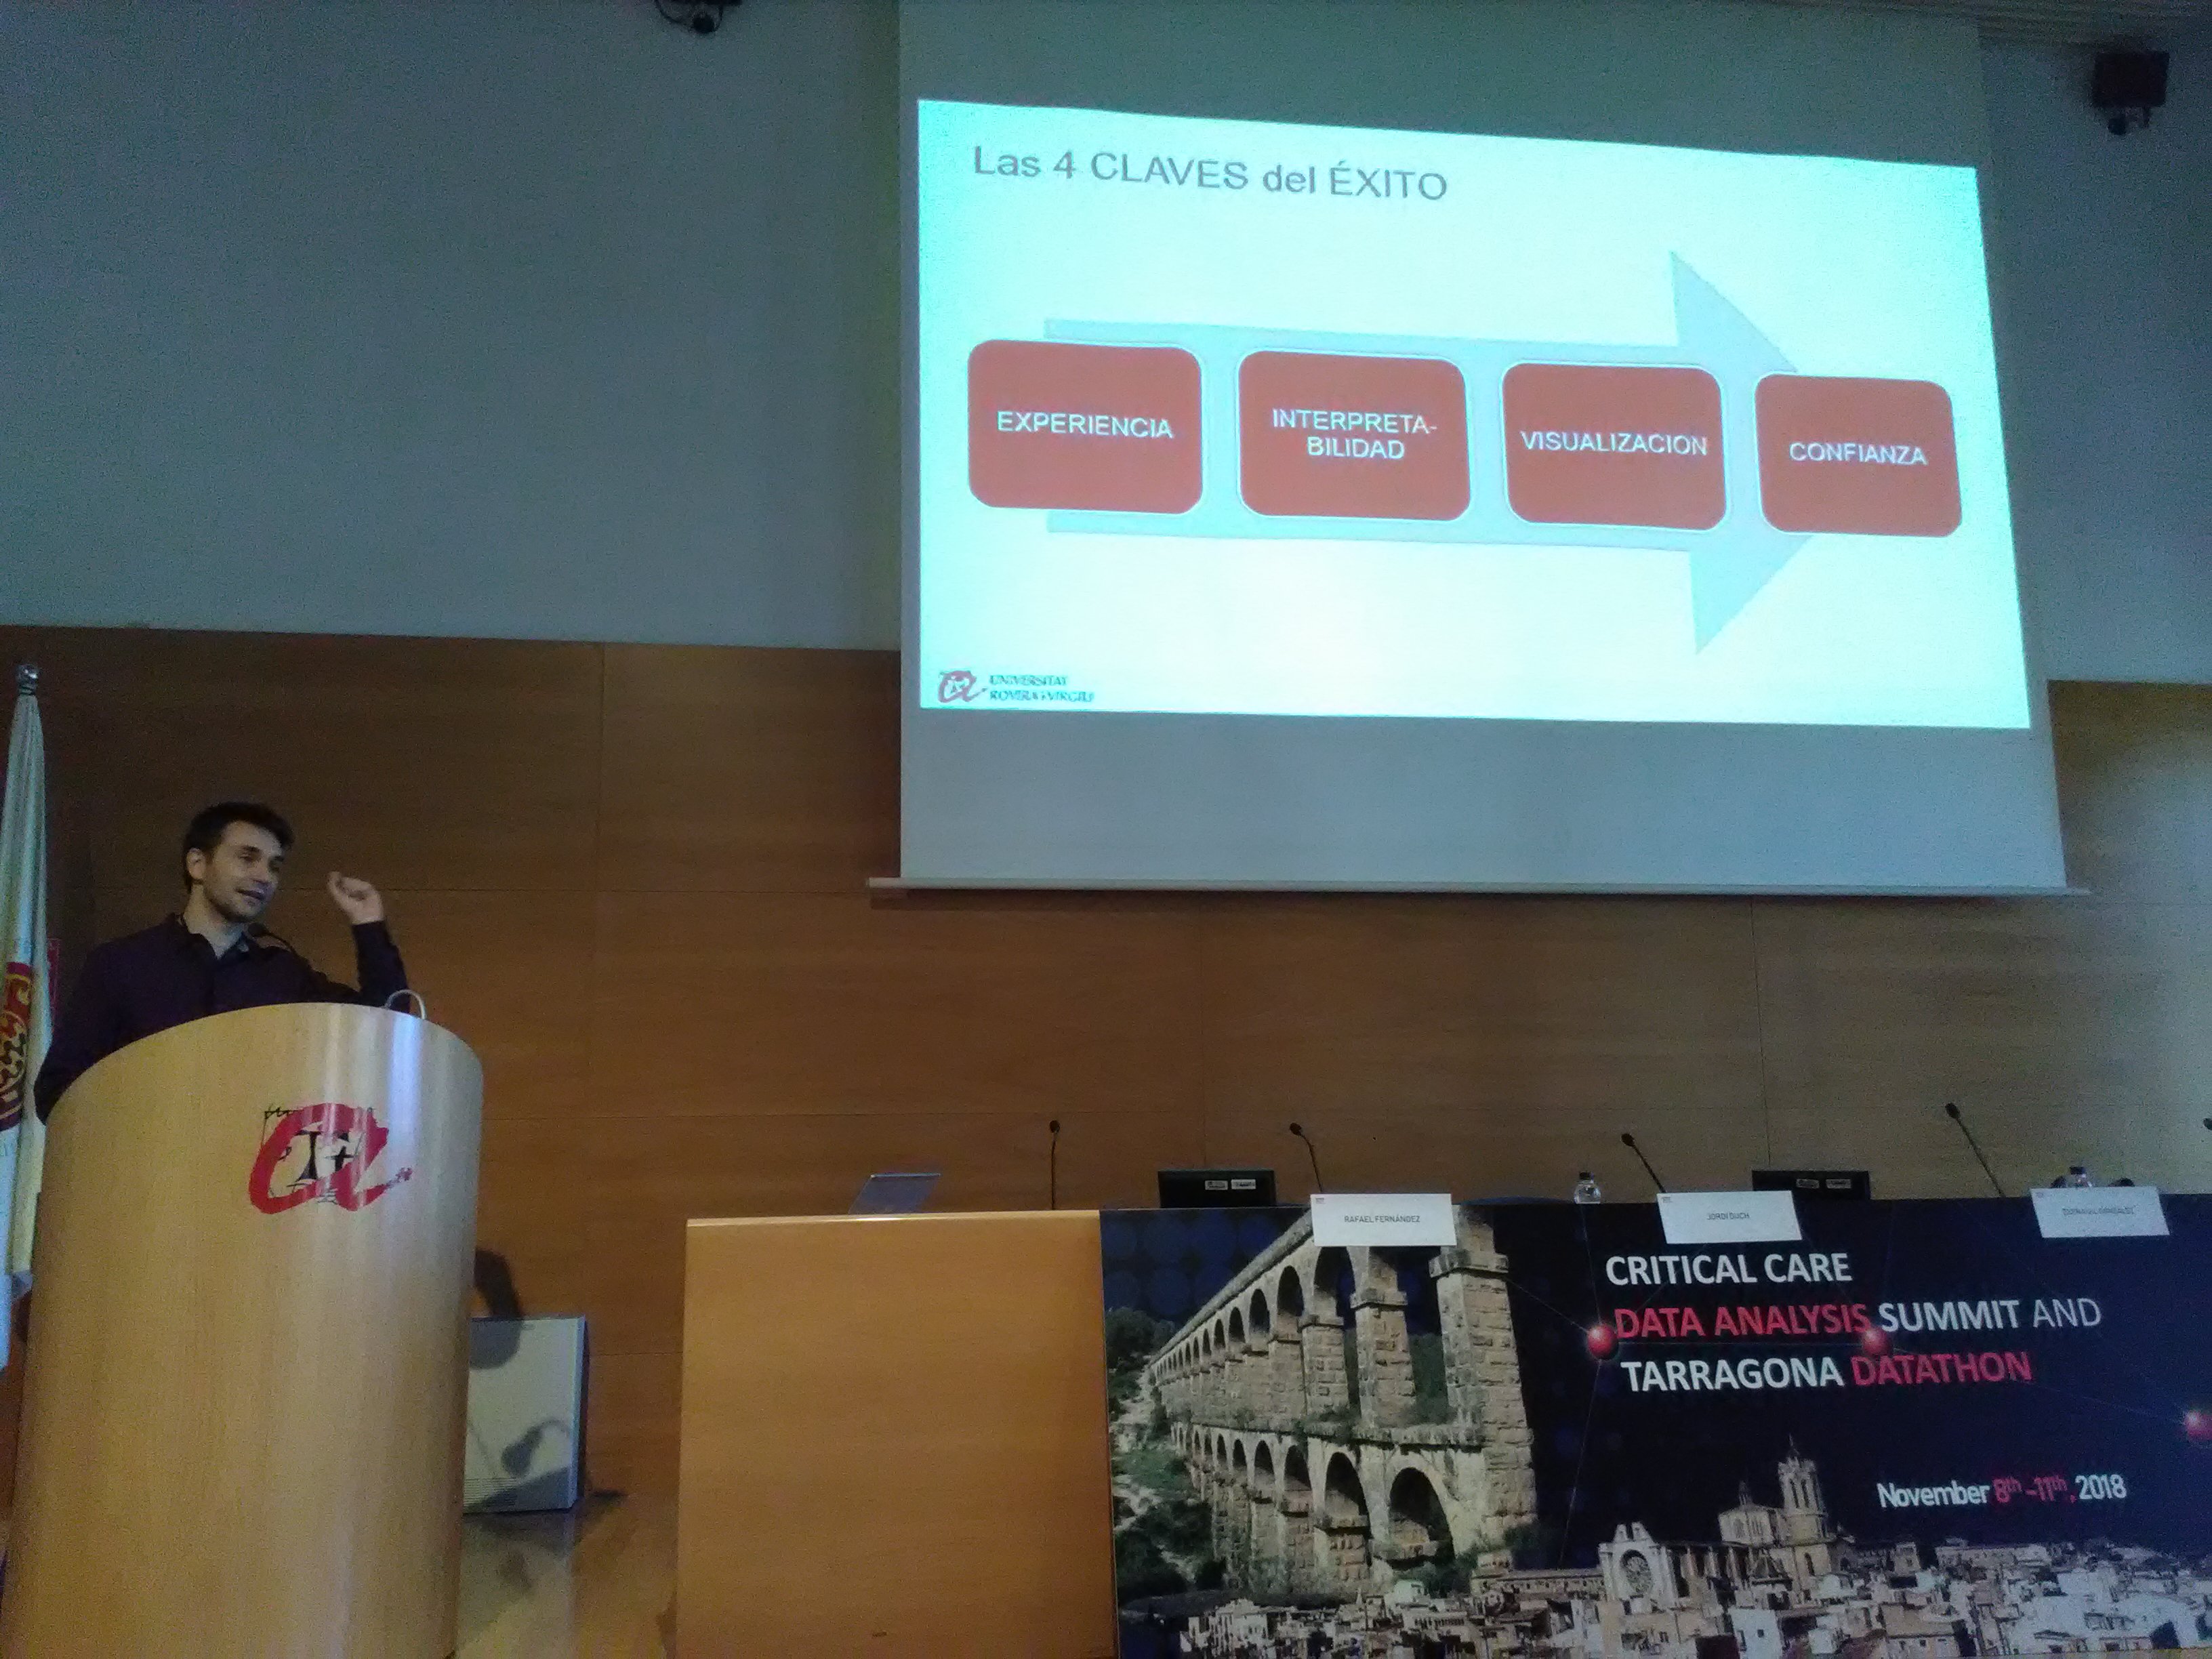 Las 4 CLAVES del ÉXITO
EXPERIENCIA
INTERPRETA-
BILIDAD
VISUALIZACION
CONFIANZA
UNIVERSITAT
ROVIRA i VIRGILI
RAFAEL FERNÁNDEZ
JORDI DUCH
CRITICAL CARE
DATA ANALYSIS SUMMIT AND
TARRAGONA DATATHON
November 8th -11th, 2018